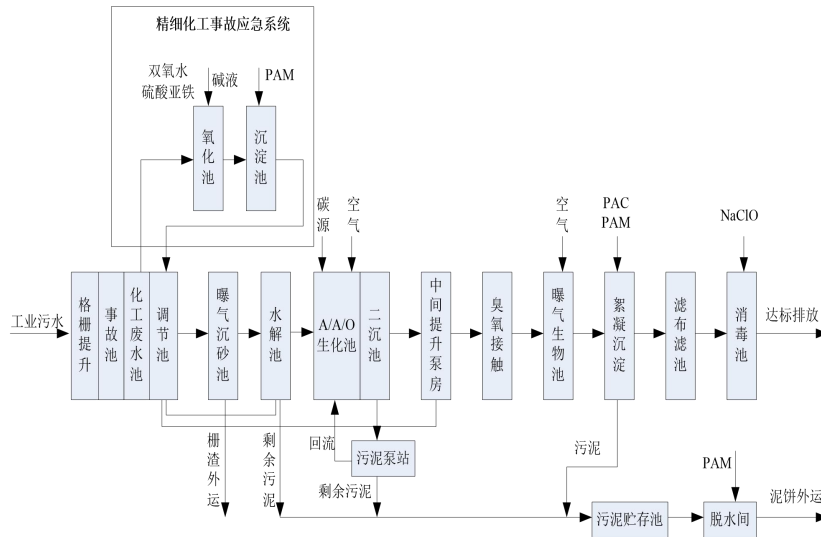 精细化工事故应急系统
双氧水
硫酸亚铁
碱液
PAM
氧化池
沉淀池
碳源
空气
空气
PAC
PAM
NaClO
工业污水
格栅提升
事故池
化工废水池
调节池
曝气沉砂池
水解池
A/A/O
生化池
二沉池
中间提升泵房
臭氧接触
曝气生物池
絮凝沉淀
滤布滤池
消毒池
达标排放
栅渣外运
剩余污泥
回流
污泥泵站
剩余污泥
污泥
PAM
污泥贮存池
脱水间
泥饼外运